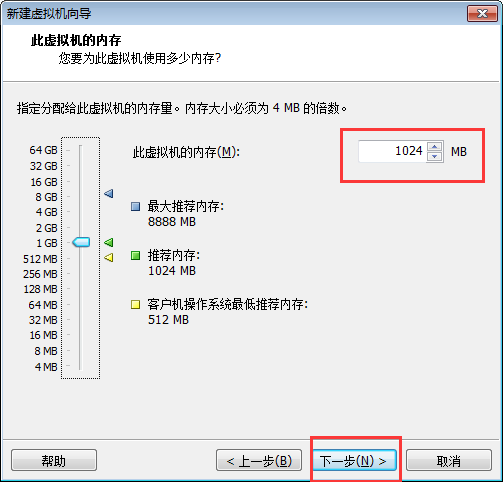 新建虚拟机向导
此虚拟机的内存
您要为此虚拟机使用多少内存?
指定分配给此虚拟机的内存量。内存大小必须为 4 MB 的倍数。
64 GB
32 GB
16 GB
8 GB
4 GB
2 GB
1 GB
512 MB
256 MB
128 MB
64 MB
32 MB
16 MB
8 MB
4 MB
此虚拟机的内存(M):
1024 MB
最大推荐内存:
8888 MB
推荐内存:
1024 MB
客户机操作系统最低推荐内存:
512 MB
帮助
< 上一步(B)
下一步(N) >
取消